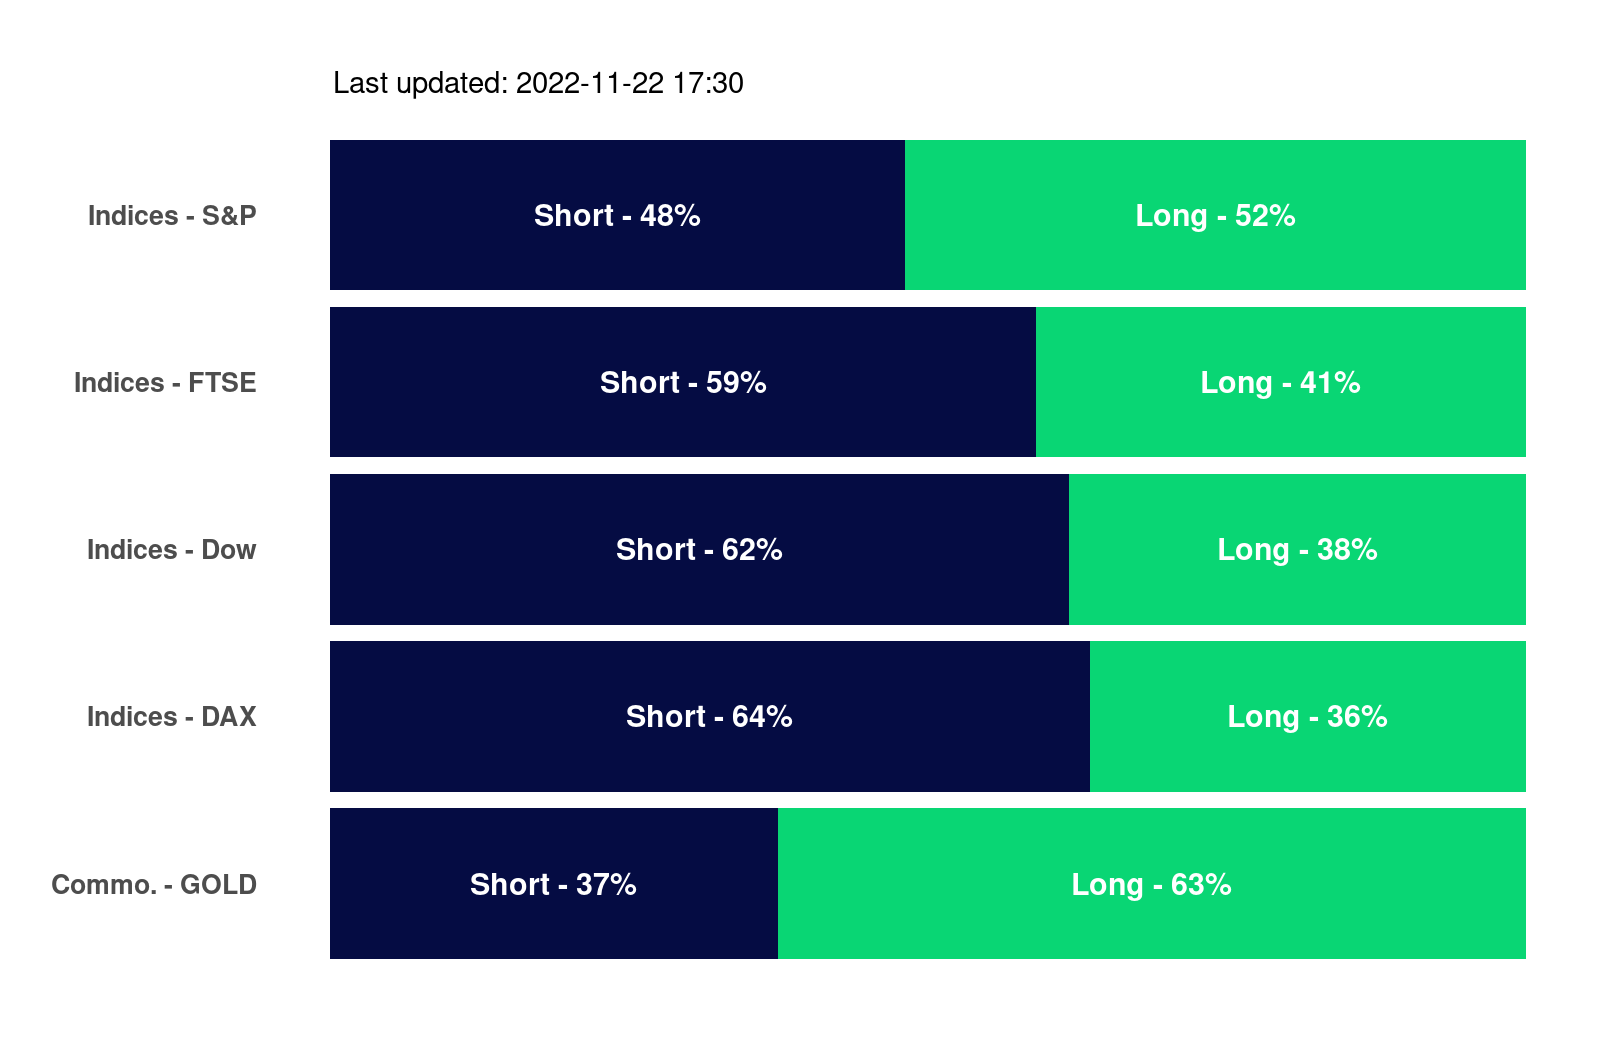 Last updated: 2022-11-22 17:30
Indices - S&P Short - 48% Long - 52%
Indices - FTSE Short - 59% Long - 41%
Indices - Dow Short - 62% Long - 38%
Indices - DAX Short - 64% Long - 36%
Commo. - GOLD Short - 37% Long - 63%